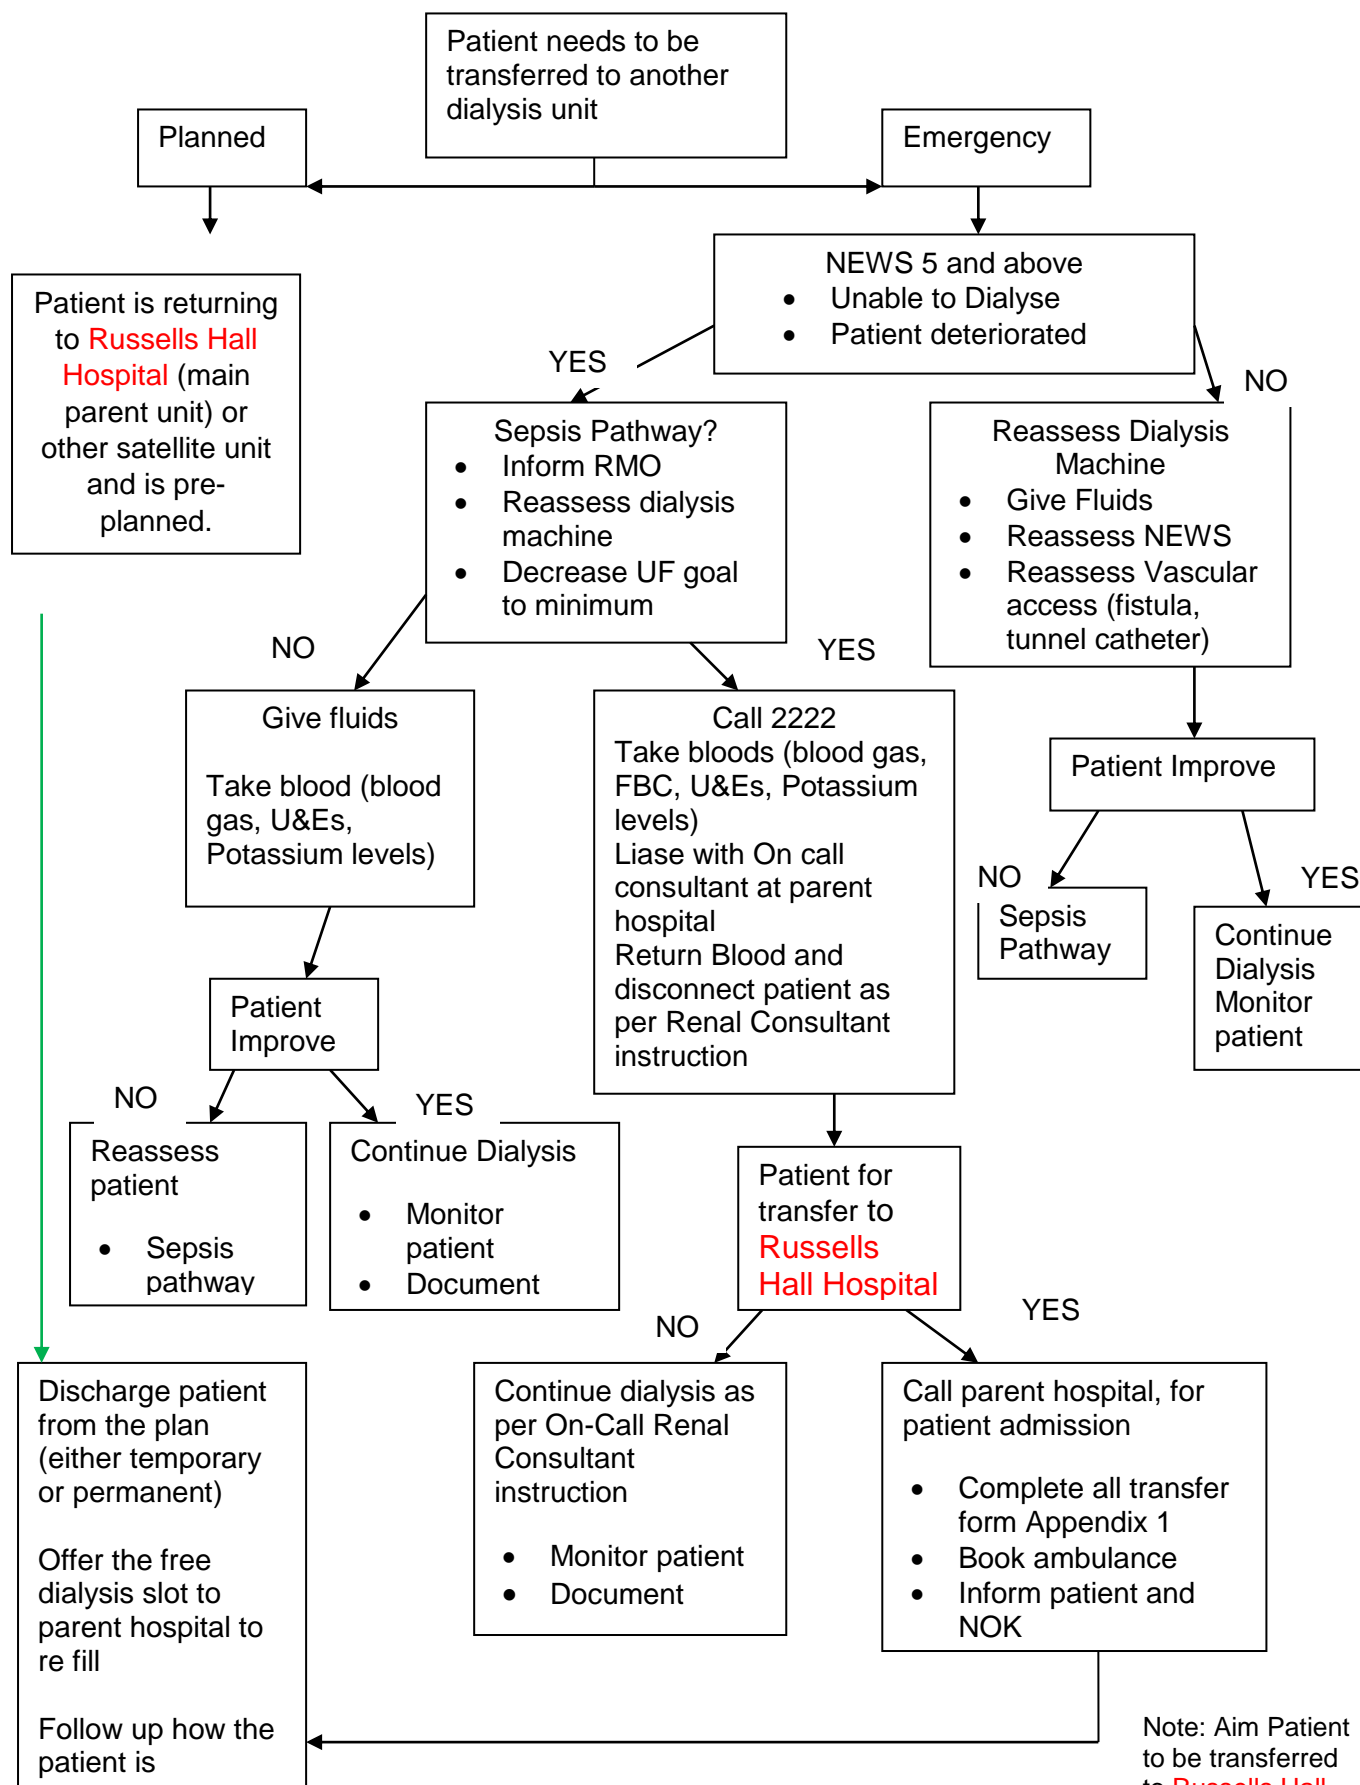 Patient needs to be
transferred to another
dialysis unit
Planned
Emergency
NEWS 5 and above
• Unable to Dialyse
• Patient deteriorated
Patient is returning
to Russells Hall
Hospital (main
parent unit) or
other satellite unit
and is pre-
planned.
YES
NO
Sepsis Pathway?
• Inform RMO
• Reassess dialysis
machine
• Decrease UF goal
to minimum
Reassess Dialysis
Machine
• Give Fluids
• Reassess NEWS
• Reassess Vascular
access (fistula,
tunnel catheter)
NO
YES
Give fluids
Take blood (blood
gas, U&Es,
Potassium levels)
Call 2222
Take bloods (blood gas,
FBC, U&Es, Potassium
levels)
Liase with On call
consultant at parent
hospital
Return Blood and
disconnect patient as
per Renal Consultant
instruction
Patient Improve
NO
YES
Sepsis
Pathway
Continue
Dialysis
Monitor
patient
Patient
Improve
NO
YES
Reassess
patient
• Sepsis
pathway
Continue Dialysis
• Monitor
patient
• Document
Patient for
transfer to
Russells
Hall Hospital
NO
YES
Discharge patient
from the plan
(either temporary
or permanent)
Offer the free
dialysis slot to
parent hospital to
re fill
Follow up how the
patient is
Continue dialysis as
per On-Call Renal
Consultant
instruction
• Monitor patient
• Document
Call parent hospital, for
patient admission
• Complete all transfer
form Appendix 1
• Book ambulance
• Inform patient and
NOK
Note: Aim Patient
to be transferred
to Russells Hall